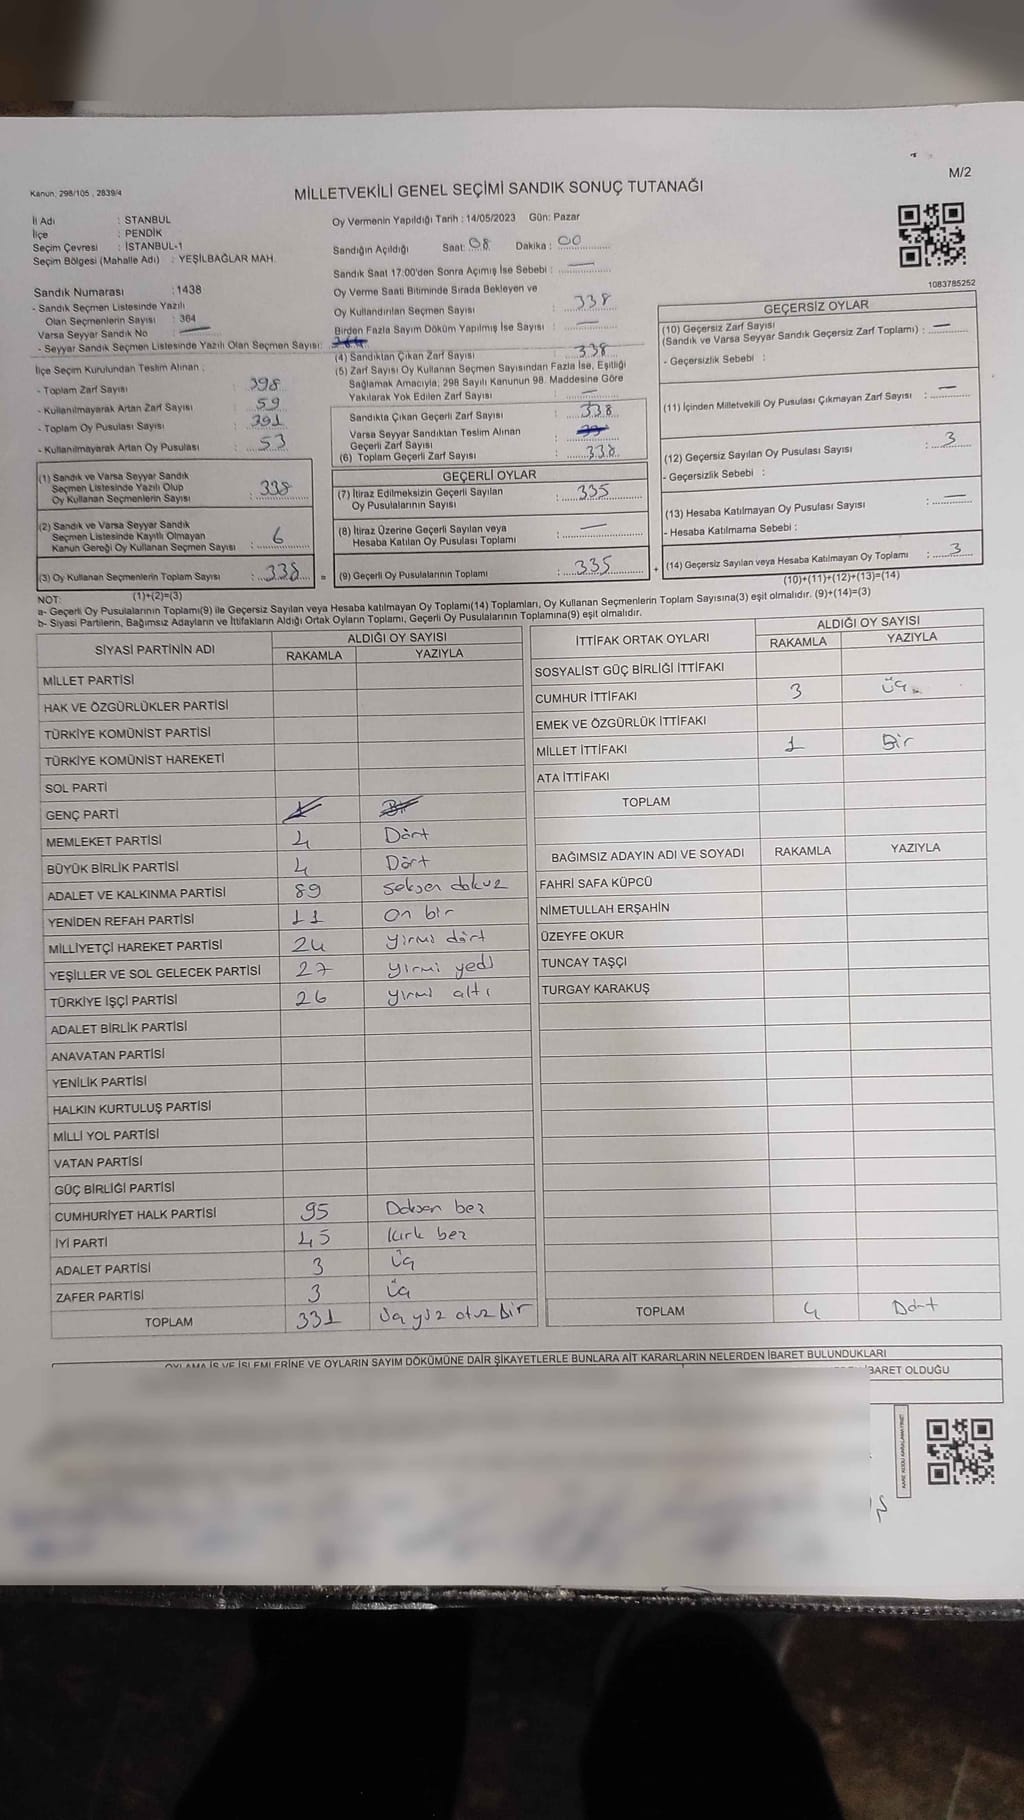 M/2
Kanun: 298/105 , 2839/4
MİLLETVEKİLİ GENEL SEÇİMİ SANDIK SONUÇ TUTANAĞI
İl Adı : STANBUL
İlçe : PENDİK
Seçim Çevresi : İSTANBUL-1
Seçim Bölgesi (Mahalle Adı) : YEŞİLBAĞLAR MAH.
Sandık Numarası : 1438
- Sandık Seçmen Listesinde Yazılı
Olan Seçmenlerin Sayısı : 364
Varsa Seyyar Sandık No :
- Seyyar Sandık Seçmen Listesinde Yazılı Olan Seçmen Sayısı:
İlçe Seçim Kurulundan Teslim Alınan :
- Toplam Zarf Sayısı : 398
- Kullanılmayarak Artan Zarf Sayısı : 59
- Toplam Oy Pusulası Sayısı : 391
- Kullanılmayarak Artan Oy Pusulası : 53
(1) Sandık ve Varsa Seyyar Sandık
Seçmen Listesinde Yazılı Olup
Oy Kullanan Seçmenlerin Sayısı : 338
(2) Sandık ve Varsa Seyyar Sandık
Seçmen Listesinde Kayıtlı Olmayan
Kanun Gereği Oy Kullanan Seçmen Sayısı : 6
(3) Oy Kullanan Seçmenlerin Toplam Sayısı : 338 =
(1)+(2)=(3)
Oy Vermenin Yapıldığı Tarih : 14/05/2023 Gün: Pazar
Sandığın Açıldığı Saat: 08 Dakika : 00
Sandık Saat 17:00'den Sonra Açımış İse Sebebi : —
Oy Verme Saati Bitiminde Sırada Bekleyen ve
Oy Kullandırılan Seçmen Sayısı : 338
Birden Fazla Sayım Döküm Yapılmış İse Sayısı : —
(4) Sandıktan Çıkan Zarf Sayısı : 338
(5) Zarf Sayısı Oy Kullanan Seçmen Sayısından Fazla İse, Eşitliği
Sağlamak Amacıyla, 298 Sayılı Kanunun 98. Maddesine Göre
Yakılarak Yok Edilen Zarf Sayısı : —
Sandıkta Çıkan Geçerli Zarf Sayısı : 338
Varsa Seyyar Sandıktan Teslim Alınan
Geçerli Zarf Sayısı :
(6) Toplam Geçerli Zarf Sayısı : 338
GEÇERLİ OYLAR
(7) İtiraz Edilmeksizin Geçerli Sayılan
Oy Pusulalarının Sayısı : 335
(8) İtiraz Üzerine Geçerli Sayılan veya
Hesaba Katılan Oy Pusulası Toplamı : —
(9) Geçerli Oy Pusulalarının Toplamı : 335 +
1083785252
GEÇERSİZ OYLAR
(10) Geçersiz Zarf Sayısı
(Sandık ve Varsa Seyyar Sandık Geçersiz Zarf Toplamı) : —
- Geçersizlik Sebebi :
(11) İçinden Milletvekili Oy Pusulası Çıkmayan Zarf Sayısı : —
(12) Geçersiz Sayılan Oy Pusulası Sayısı : 3
- Geçersizlik Sebebi :
(13) Hesaba Katılmayan Oy Pusulası Sayısı : —
- Hesaba Katılmama Sebebi :
(14) Geçersiz Sayılan veya Hesaba Katılmayan Oy Toplamı : 3
(10)+(11)+(12)+(13)=(14)
NOT:
a- Geçerli Oy Pusulalarının Toplamı(9) ile Geçersiz Sayılan veya Hesaba katılmayan Oy Toplamı(14) Toplamları, Oy Kullanan Seçmenlerin Toplam Sayısına(3) eşit olmalıdır. (9)+(14)=(3)
b- Siyasi Partilerin, Bağımsız Adayların ve İttifakların Aldığı Ortak Oyların Toplamı, Geçerli Oy Pusulalarının Toplamına(9) eşit olmalıdır.
SİYASİ PARTİNİN ADI ALDIĞI OY SAYISI
RAKAMLA YAZIYLA
MİLLET PARTİSİ
HAK VE ÖZGÜRLÜKLER PARTİSİ
TÜRKİYE KOMÜNİST PARTİSİ
TÜRKİYE KOMÜNİST HAREKETİ
SOL PARTİ
GENÇ PARTİ
MEMLEKET PARTİSİ 4 Dört
BÜYÜK BİRLİK PARTİSİ 4 Dört
ADALET VE KALKINMA PARTİSİ 89 Seksen dokuz
YENİDEN REFAH PARTİSİ 11 on bir
MİLLİYETÇİ HAREKET PARTİSİ 24 yirmi dört
YEŞİLLER VE SOL GELECEK PARTİSİ 27 yirmi yedi
TÜRKİYE İŞÇİ PARTİSİ 26 yirmi altı
ADALET BİRLİK PARTİSİ
ANAVATAN PARTİSİ
YENİLİK PARTİSİ
HALKIN KURTULUŞ PARTİSİ
MİLLİ YOL PARTİSİ
VATAN PARTİSİ
GÜÇ BİRLİĞİ PARTİSİ
CUMHURİYET HALK PARTİSİ 95 Doksan beş
İYİ PARTİ 45 kırk beş
ADALET PARTİSİ 3 Üç
ZAFER PARTİSİ 3 Üç
TOPLAM 331 Üç yüz otuz bir
İTTİFAK ORTAK OYLARI ALDIĞI OY SAYISI
RAKAMLA YAZIYLA
SOSYALİST GÜÇ BİRLİĞİ İTTİFAKI
CUMHUR İTTİFAKI 3 Üç
EMEK VE ÖZGÜRLÜK İTTİFAKI
MİLLET İTTİFAKI 1 Bir
ATA İTTİFAKI
TOPLAM
BAĞIMSIZ ADAYIN ADI VE SOYADI RAKAMLA YAZIYLA
FAHRİ SAFA KÜPCÜ
NİMETULLAH ERŞAHİN
ÜZEYFE OKUR
TUNCAY TAŞÇI
TURGAY KARAKUŞ
TOPLAM 4 Dört
OYLAMA İŞ VE İŞLEMLERİNE VE OYLARIN SAYIM DÖKÜMÜNE DAİR ŞİKAYETLERLE BUNLARA AİT KARARLARIN NELERDEN İBARET BULUNDUKLARI
İBARET OLDUĞU